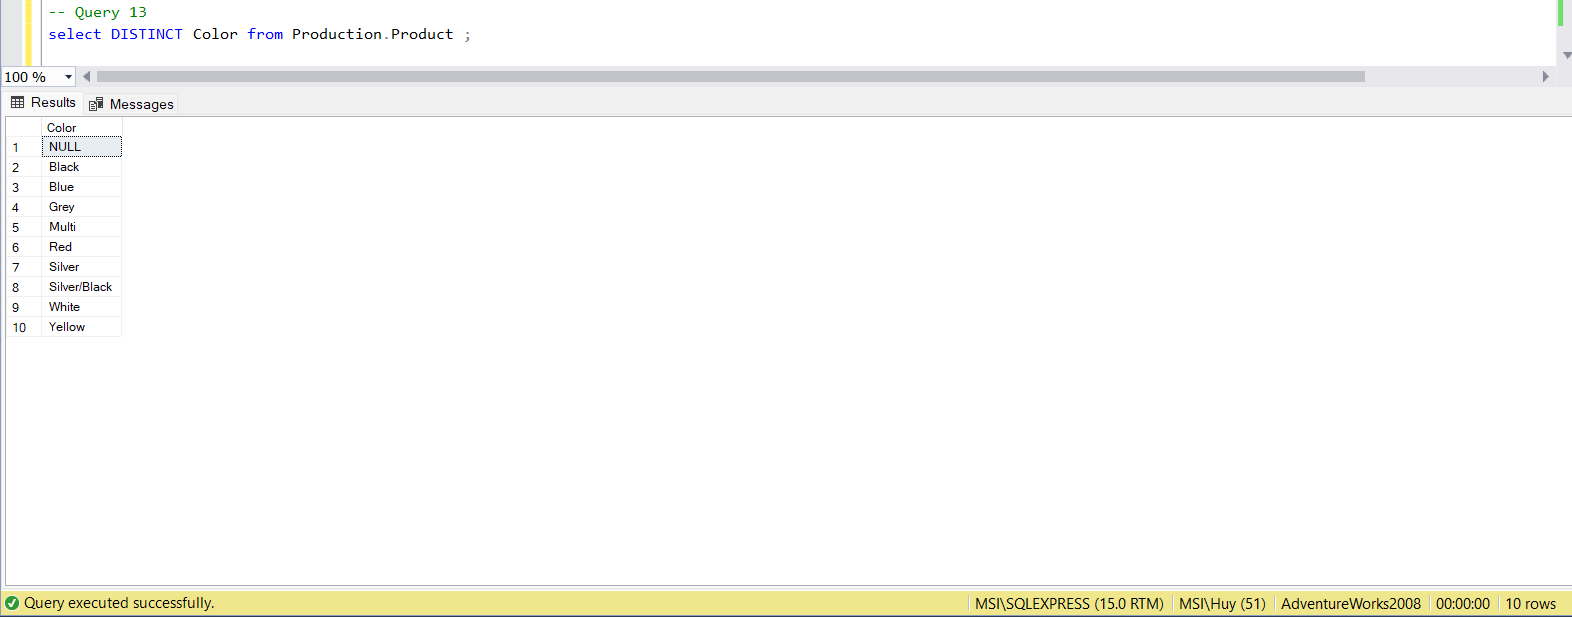 -- Query 13
select DISTINCT Color from Production.Product ;
100 %
Results Messages
Color
1 NULL
2 Black
3 Blue
4 Grey
5 Multi
6 Red
7 Silver
8 Silver/Black
9 White
10 Yellow
Query executed successfully. MSI\SQLEXPRESS (15.0 RTM) MSI\Huy (51) AdventureWorks2008 00:00:00 10 rows